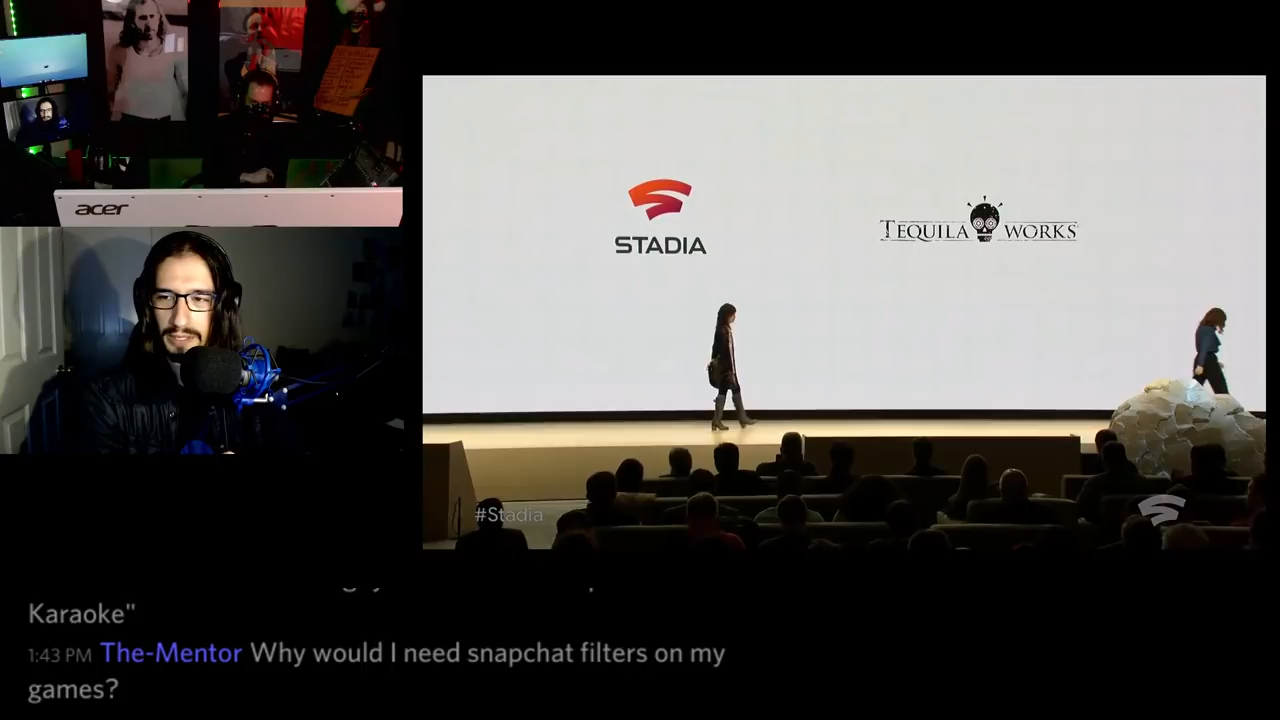 acer
STADIA
TEQUILA WORKS
#Stadia
Karaoke"
1:43 PM The-Mentor Why would I need snapchat filters on my
games?